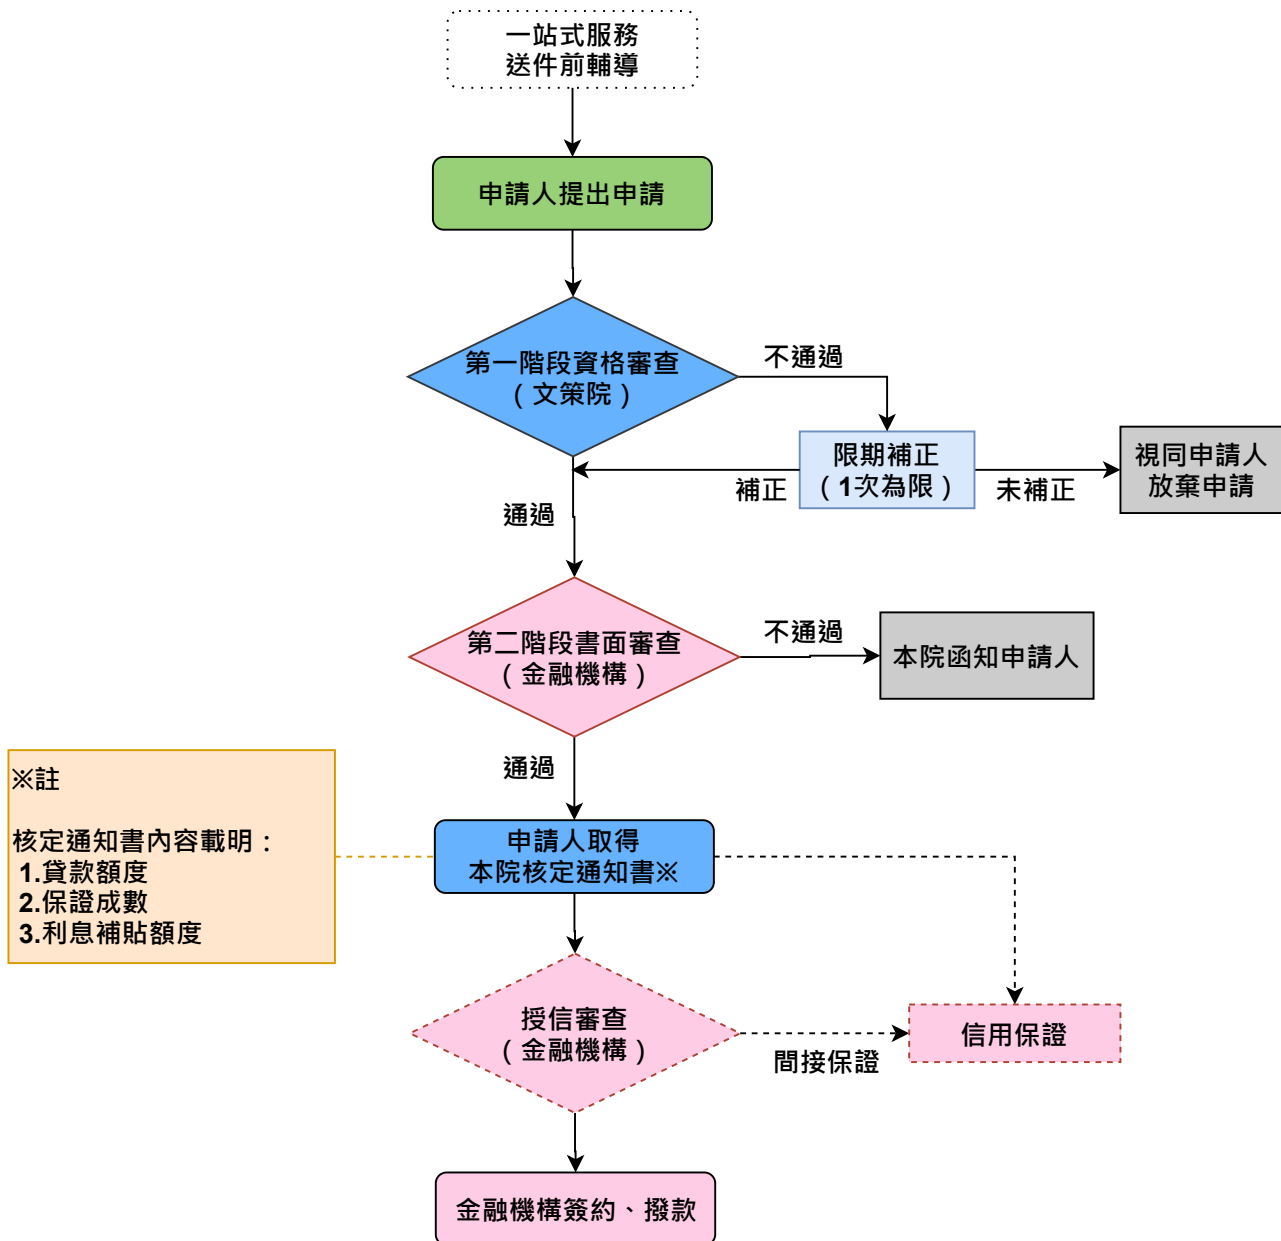 一站式服務
送件前輔導
申請人提出申請
第一階段資格審查
（文策院）
不通過
限期補正
（1次為限）
補正
未補正
視同申請人
放棄申請
通過
第二階段書面審查
（金融機構）
不通過
本院函知申請人
通過
※註
核定通知書內容載明：
1.貸款額度
2.保證成數
3.利息補貼額度
申請人取得
本院核定通知書※
授信審查
（金融機構）
間接保證
信用保證
金融機構簽約、撥款